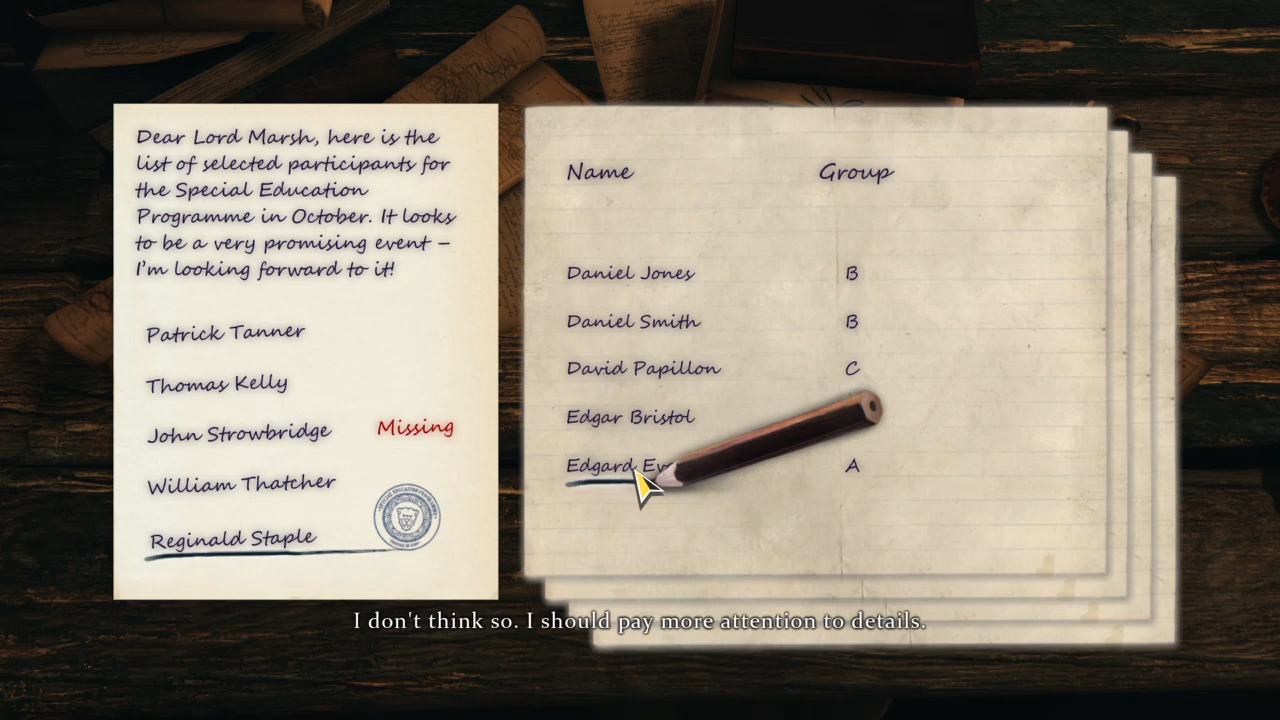 Dear Lord Marsh, here is the
list of selected participants for
the Special Education
Programme in October. It looks
to be a very promising event –
I'm looking forward to it!
Patrick Tanner
Thomas Kelly
John Strowbridge Missing
William Thatcher
Reginald Staple
Name Group
Daniel Jones B
Daniel Smith B
David Papillon C
Edgar Bristol
Edgard A
I don't think so. I should pay more attention to details.